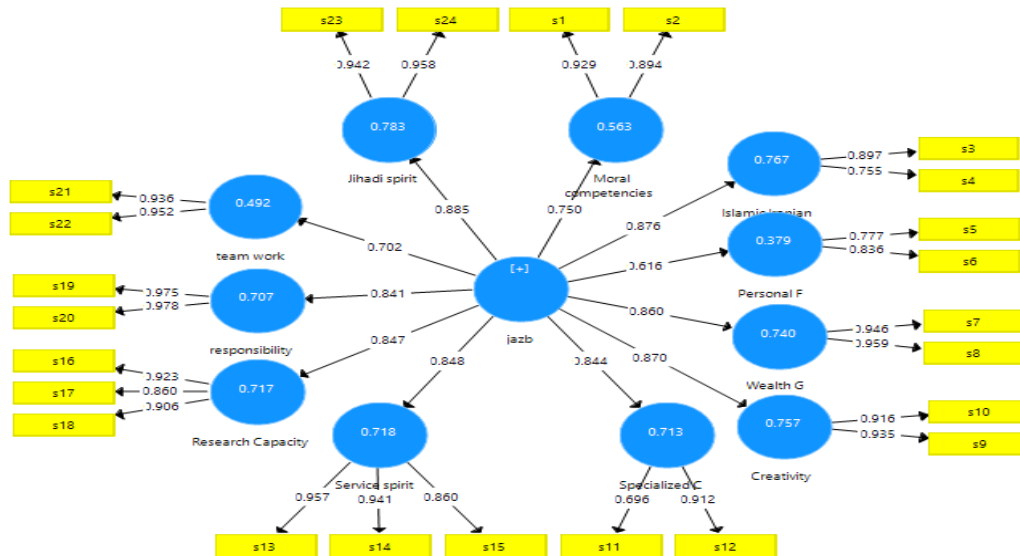 s23
s24
s1
s2
0.942
0.958
0.929
0.894
0.783
0.563
Jihadi spirit
Moral
competencies
0.767
0.897
0.755
s3
s4
Islamic Iranian
s21
s22
0.936
0.952
0.492
team work
0.885
0.750
0.876
0.702
0.616
0.379
0.777
0.836
s5
s6
Personal F
[+]
jazb
s19
s20
0.975
0.978
0.707
responsibility
0.841
0.860
0.740
0.946
0.959
s7
s8
Wealth G
s16
s17
s18
0.923
0.860
0.906
0.717
Research Capacity
0.847
0.848
0.844
0.870
0.757
0.916
0.935
s10
s9
Creativity
0.718
Service spirit
0.957
0.941
0.860
s13
s14
s15
0.713
Specialized C
0.696
0.912
s11
s12